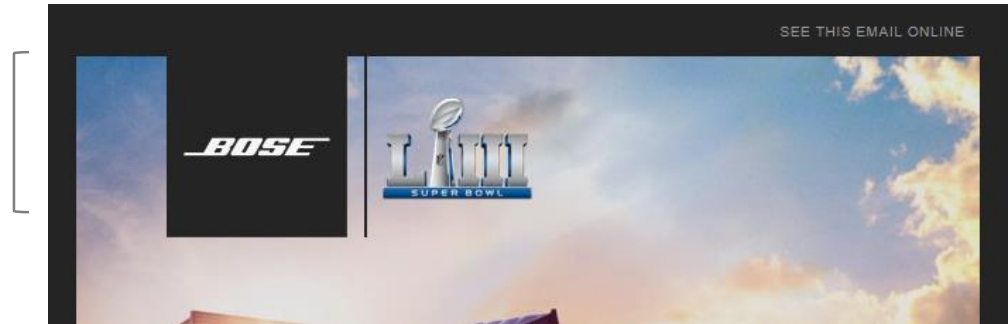 SEE THIS EMAIL ONLINE
BOSE
LIII
SUPER BOWL